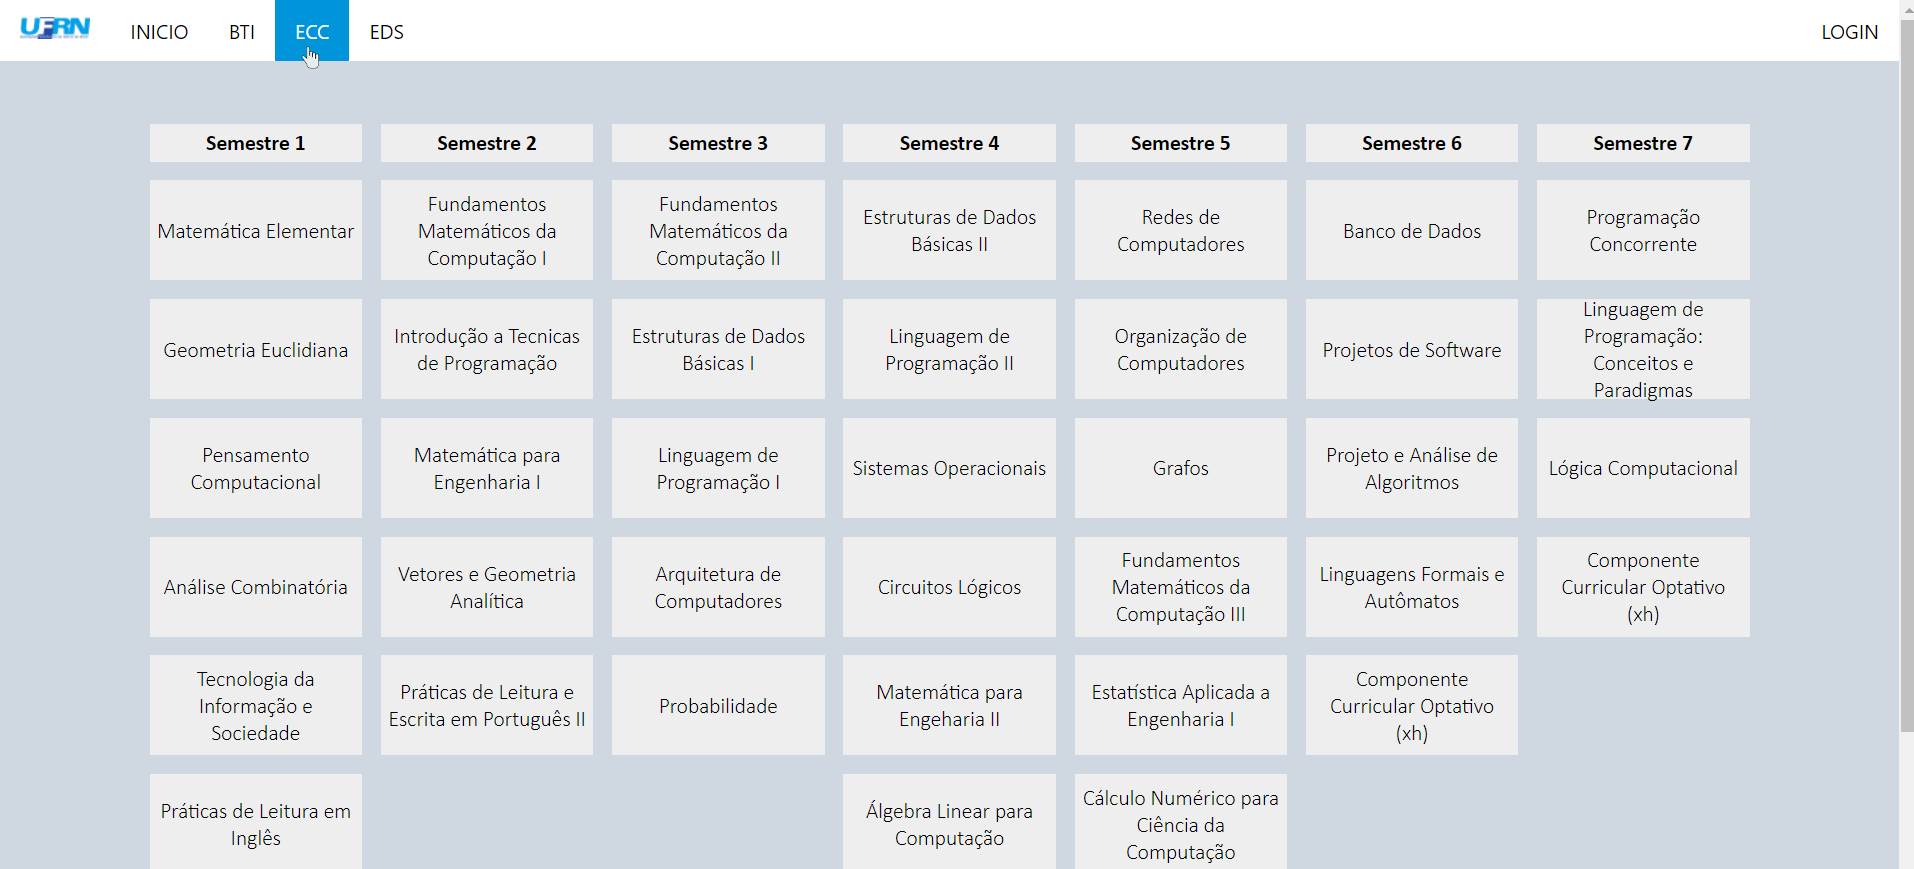 UFRN
INICIO
BTI
ECC
EDS
LOGIN
Semestre 1
Semestre 2
Semestre 3
Semestre 4
Semestre 5
Semestre 6
Semestre 7
Matemática Elementar
Fundamentos
Matemáticos da
Computação I
Fundamentos
Matemáticos da
Computação II
Estruturas de Dados
Básicas II
Redes de
Computadores
Banco de Dados
Programação
Concorrente
Geometria Euclidiana
Introdução a Tecnicas
de Programação
Estruturas de Dados
Básicas I
Linguagem de
Programação II
Organização de
Computadores
Projetos de Software
Linguagem de
Programação:
Conceitos e
Paradigmas
Pensamento
Computacional
Matemática para
Engenharia I
Linguagem de
Programação I
Sistemas Operacionais
Grafos
Projeto e Análise de
Algoritmos
Lógica Computacional
Análise Combinatória
Vetores e Geometria
Analítica
Arquitetura de
Computadores
Circuitos Lógicos
Fundamentos
Matemáticos da
Computação III
Linguagens Formais e
Autômatos
Componente
Curricular Optativo
(xh)
Tecnologia da
Informação e
Sociedade
Práticas de Leitura e
Escrita em Português II
Probabilidade
Matemática para
Engeharia II
Estatística Aplicada a
Engenharia I
Componente
Curricular Optativo
(xh)
Práticas de Leitura em
Inglês
Álgebra Linear para
Computação
Cálculo Numérico para
Ciência da
Computação